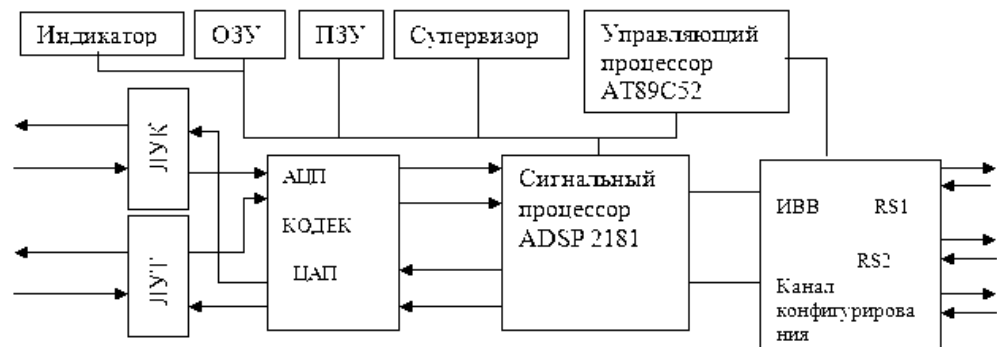 Индикатор
ОЗУ
ПЗУ
Супервизор
Управляющий
процессор
AT89C52
ЛУК
ЛУТ
АЦП
КОДЕК
ЦАП
Сигнальный
процессор
ADSP 2181
ИВВ
RS1
RS2
Канал
конфигурирова
ния